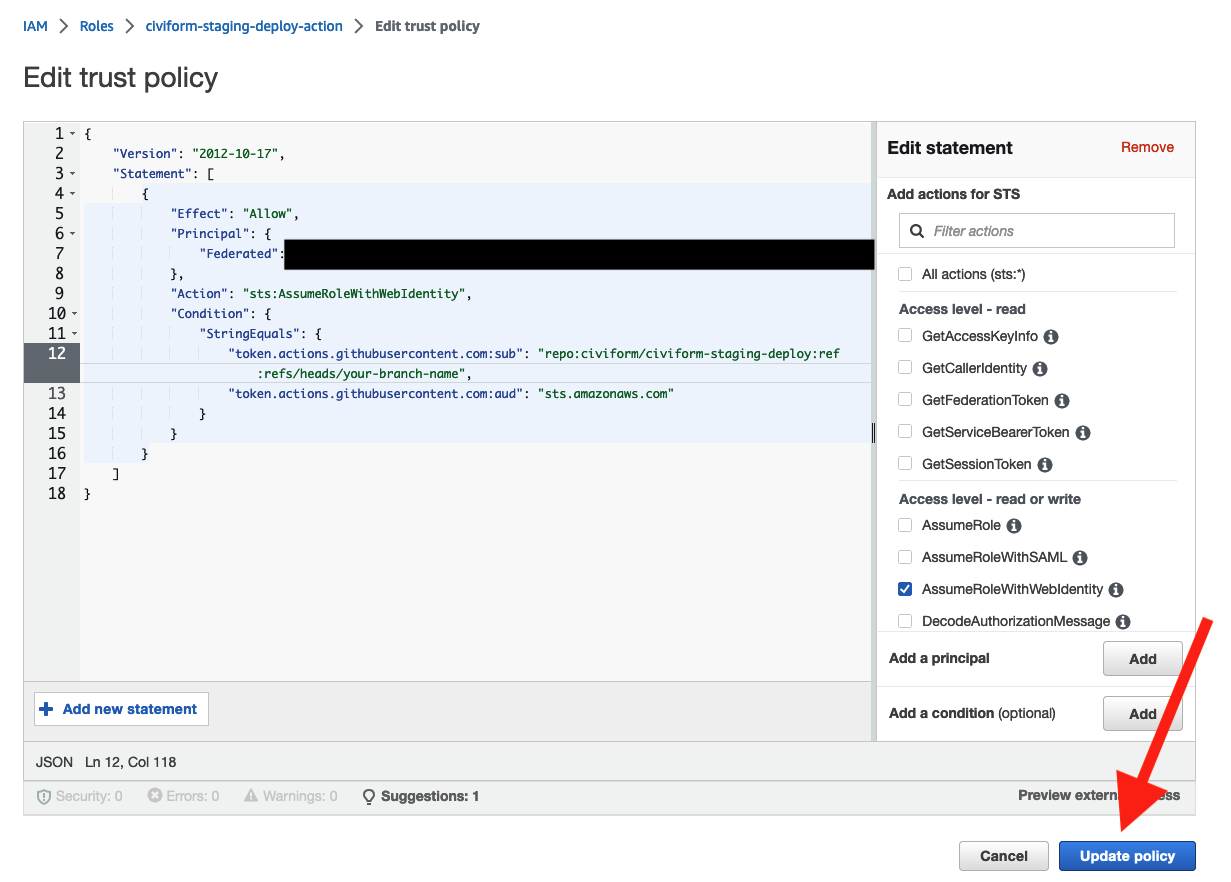 IAM > Roles > civiform-staging-deploy-action > Edit trust policy
Edit trust policy
1 {
2 "Version": "2012-10-17",
3 "Statement": [
4 {
5 "Effect": "Allow",
6 "Principal": {
7 "Federated":
8 },
9 "Action": "sts:AssumeRoleWithWebIdentity",
10 "Condition": {
11 "StringEquals": {
12 "token.actions.githubusercontent.com:sub": "repo:civiform/civiform-staging-deploy:ref
:refs/heads/your-branch-name",
13 "token.actions.githubusercontent.com:aud": "sts.amazonaws.com"
14 }
15 }
16 }
17 ]
18 }
+ Add new statement
JSON Ln 12, Col 118
Security: 0 Errors: 0 Warnings: 0 Suggestions: 1
Edit statement Remove
Add actions for STS
Filter actions
All actions (sts:*)
Access level - read
GetAccessKeyInfo
GetCallerIdentity
GetFederationToken
GetServiceBearerToken
GetSessionToken
Access level - read or write
AssumeRole
AssumeRoleWithSAML
AssumeRoleWithWebIdentity
DecodeAuthorizationMessage
Add a principal Add
Add a condition (optional) Add
Preview
Cancel Update policy